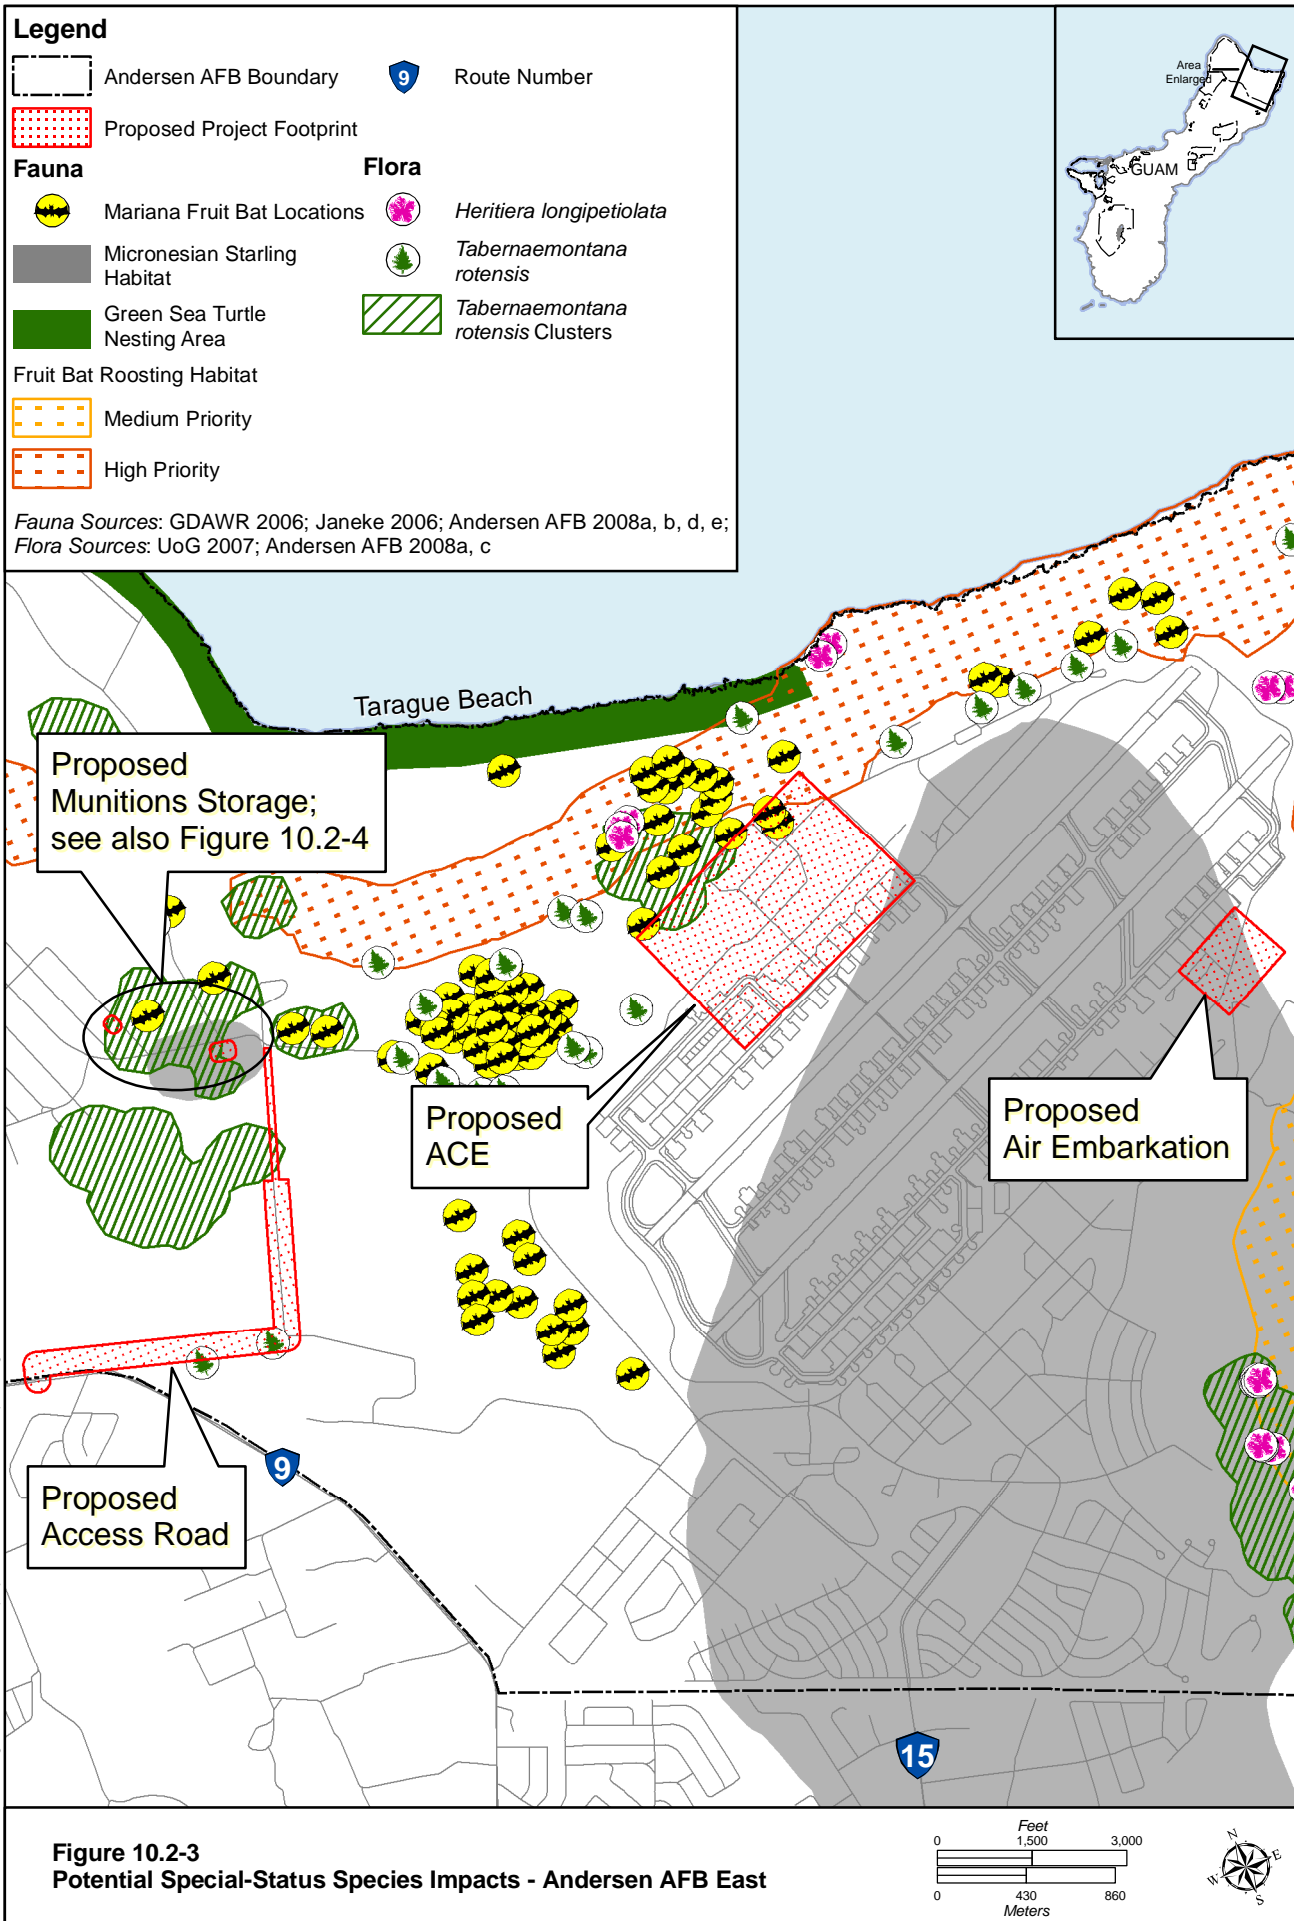 Legend
Andersen AFB Boundary
9
Route Number
Proposed Project Footprint
Fauna
Flora
Mariana Fruit Bat Locations
Heritiera longipetiolata
Micronesian Starling
Habitat
Tabernaemontana
rotensis
Green Sea Turtle
Nesting Area
Tabernaemontana
rotensis Clusters
Fruit Bat Roosting Habitat
Medium Priority
High Priority
Fauna Sources: GDAWR 2006; Janeke 2006; Andersen AFB 2008a, b, d, e;
Flora Sources: UoG 2007; Andersen AFB 2008a, c
Area
Enlarged
GUAM
Tarague Beach
Proposed
Munitions Storage;
see also Figure 10.2-4
Proposed
ACE
Proposed
Air Embarkation
Proposed
Access Road
9
15
Figure 10.2-3
Potential Special-Status Species Impacts - Andersen AFB East
Feet
0 1,500 3,000
0 430 860
Meters
N
E
W
S